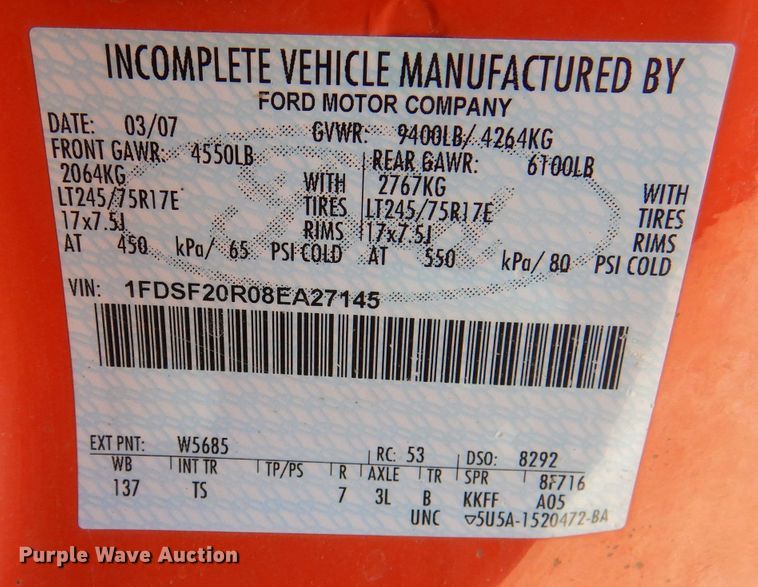 INCOMPLETE VEHICLE MANUFACTURED BY
FORD MOTOR COMPANY
DATE: 03/07 GVWR: 9400LB/ 4264KG
FRONT GAWR: 4550LB REAR GAWR: 6100LB
2064KG WITH 2767KG WITH
LT245/75R17E TIRES LT245/75R17E TIRES
17x7.5J RIMS 17x7.5J RIMS
AT 450 kPa/ 65 PSI COLD AT 550 kPa/ 80 PSI COLD
VIN: 1FDSF20R08EA27145
EXT PNT: W5685 RC: 53 DSO: 8292
WB INT TR TP/PS R AXLE TR SPR 8F716
137 TS 7 3L B KKFF A05
UNC 5U5A-1520472-BA
Purple Wave Auction